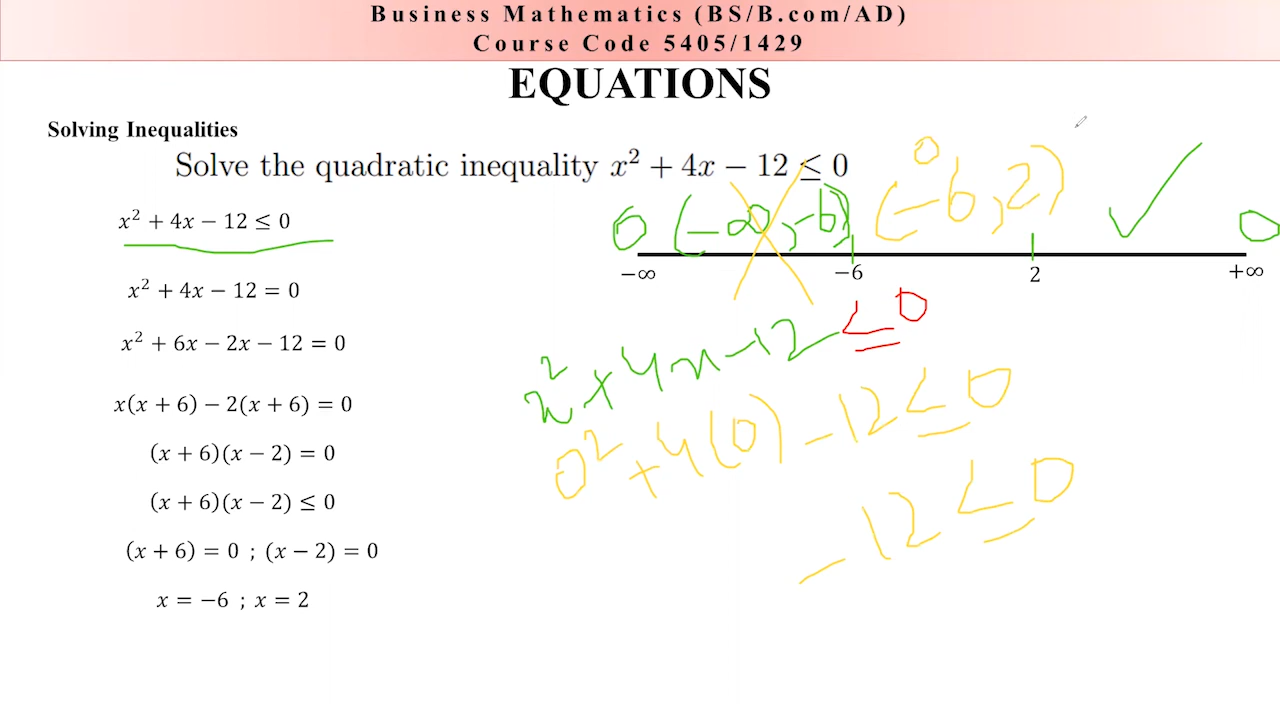 Business Mathematics (BS/B.com/AD)
Course Code 5405/1429
EQUATIONS
Solving Inequalities
Solve the quadratic inequality x² + 4x − 12 ≤ 0
x² + 4x − 12 ≤ 0
x² + 4x − 12 = 0
x² + 6x − 2x − 12 = 0
x(x + 6) − 2(x + 6) = 0
(x + 6)(x − 2) = 0
(x + 6)(x − 2) ≤ 0
(x + 6) = 0 ; (x − 2) = 0
x = −6 ; x = 2
0 (−∞, −6) 0 (−6, 2) ✓ 0
−∞ −6 2 +∞
x² + 4x − 12 ≤ 0
0² + 4(0) − 12 ≤ 0
−12 ≤ 0